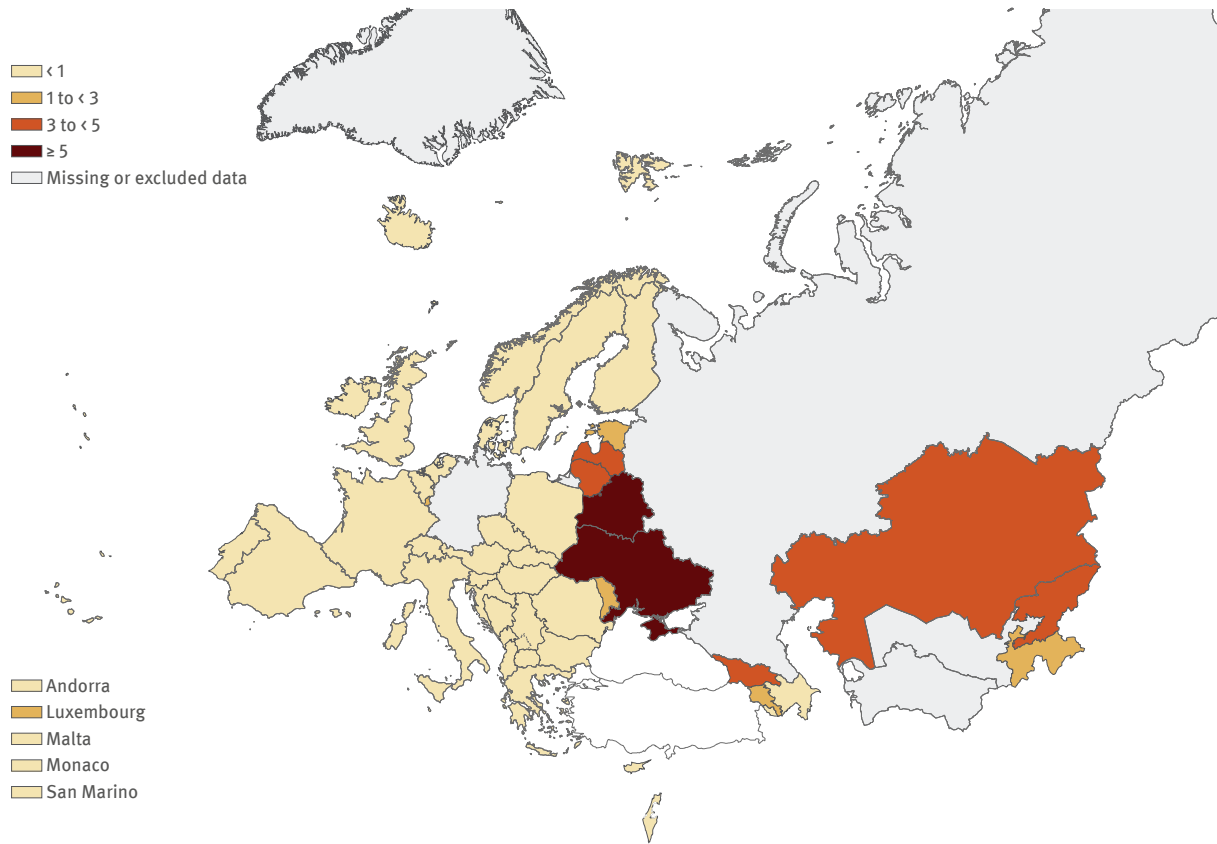 ‹ 1
1 to ‹ 3
3 to ‹ 5
≥ 5
Missing or excluded data
Andorra
Luxembourg
Malta
Monaco
San Marino